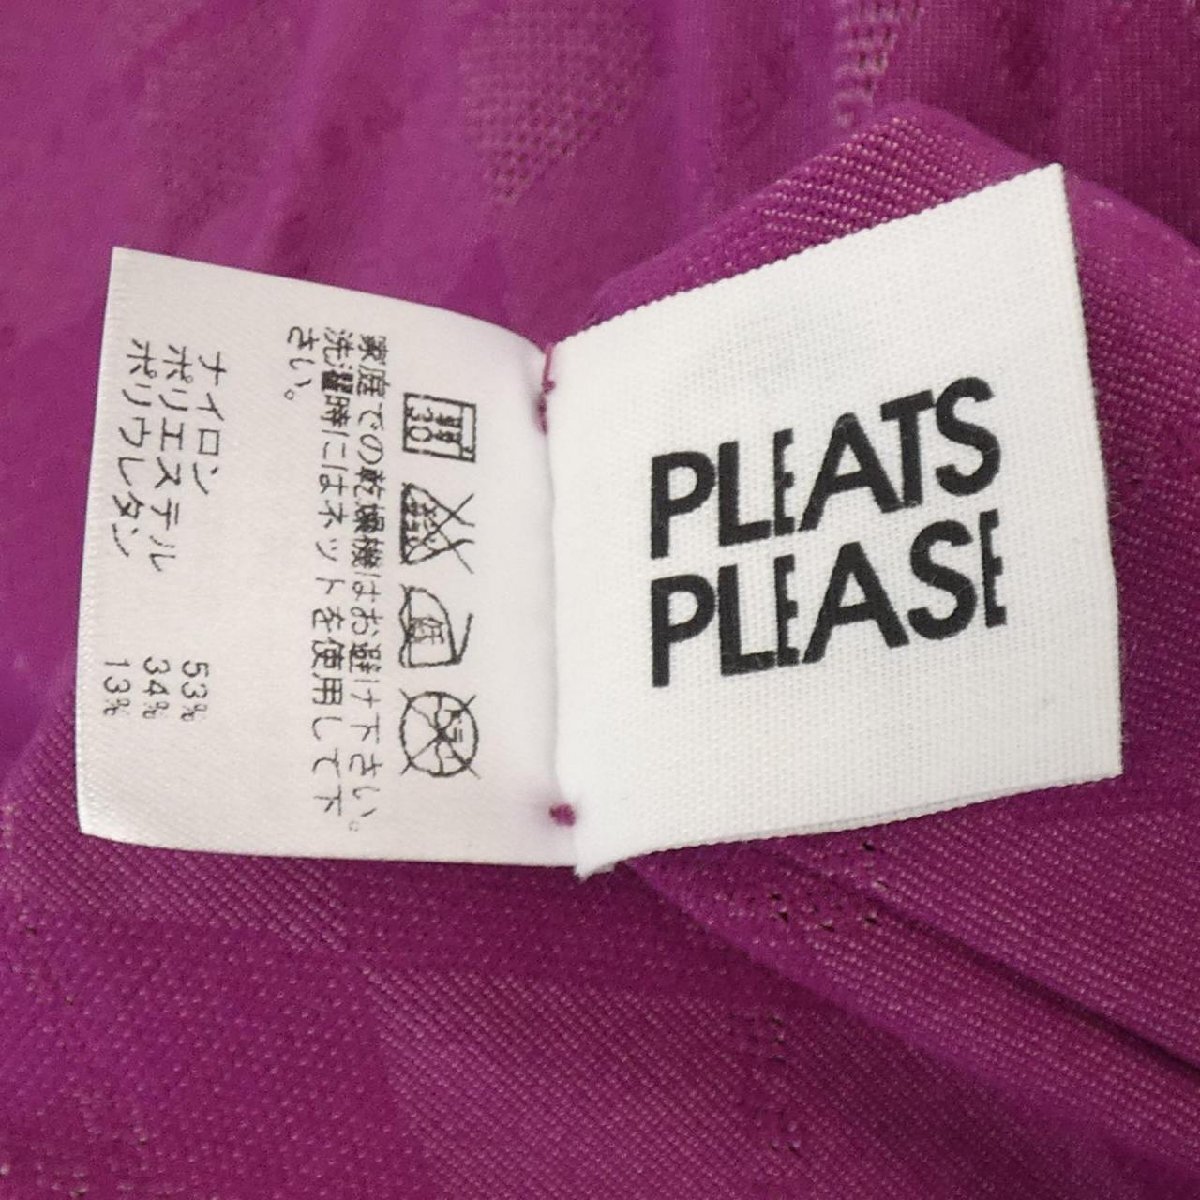 PLEATS
PLEASE
30
家庭での乾燥機はお避け下さい。
洗濯時にはネットを使用して下
さい。
ナイロン 53%
ポリエステル 34%
ポリウレタン 13%